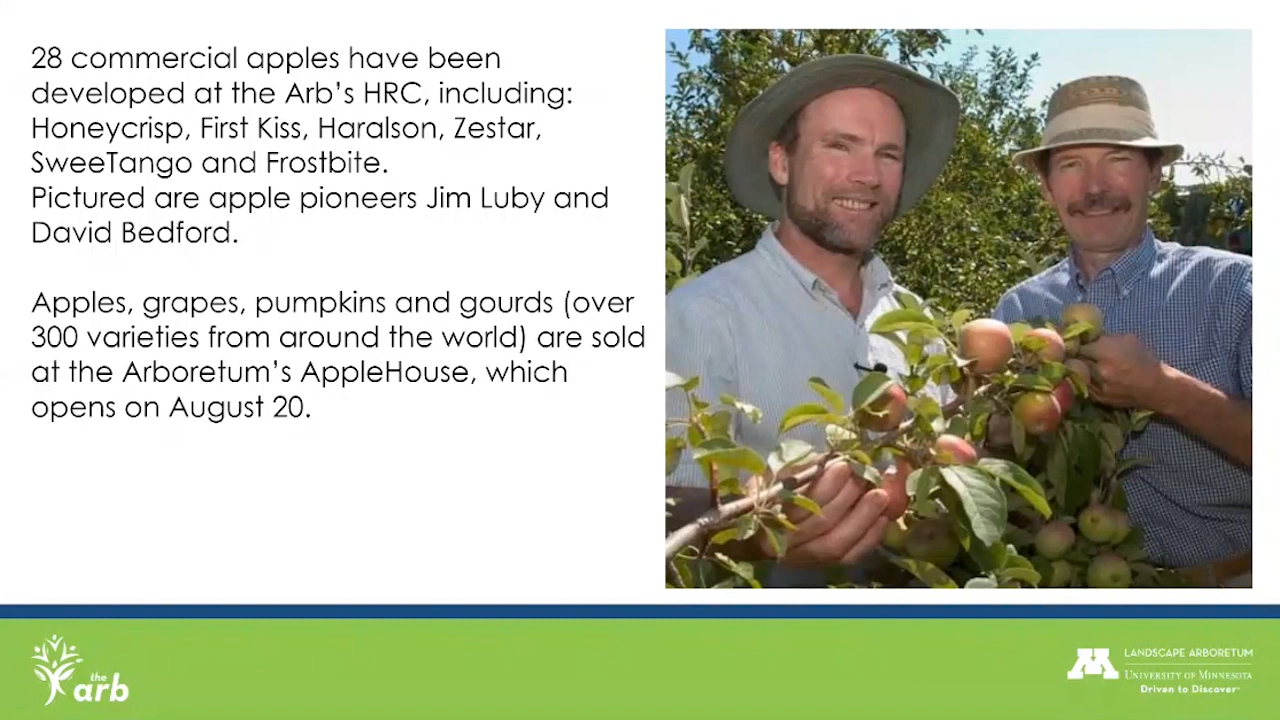 28 commercial apples have been
developed at the Arb's HRC, including:
Honeycrisp, First Kiss, Haralson, Zestar,
SweeTango and Frostbite.
Pictured are apple pioneers Jim Luby and
David Bedford.
Apples, grapes, pumpkins and gourds (over
300 varieties from around the world) are sold
at the Arboretum's AppleHouse, which
opens on August 20.
the
arb
M
LANDSCAPE ARBORETUM
UNIVERSITY OF MINNESOTA
Driven to Discover